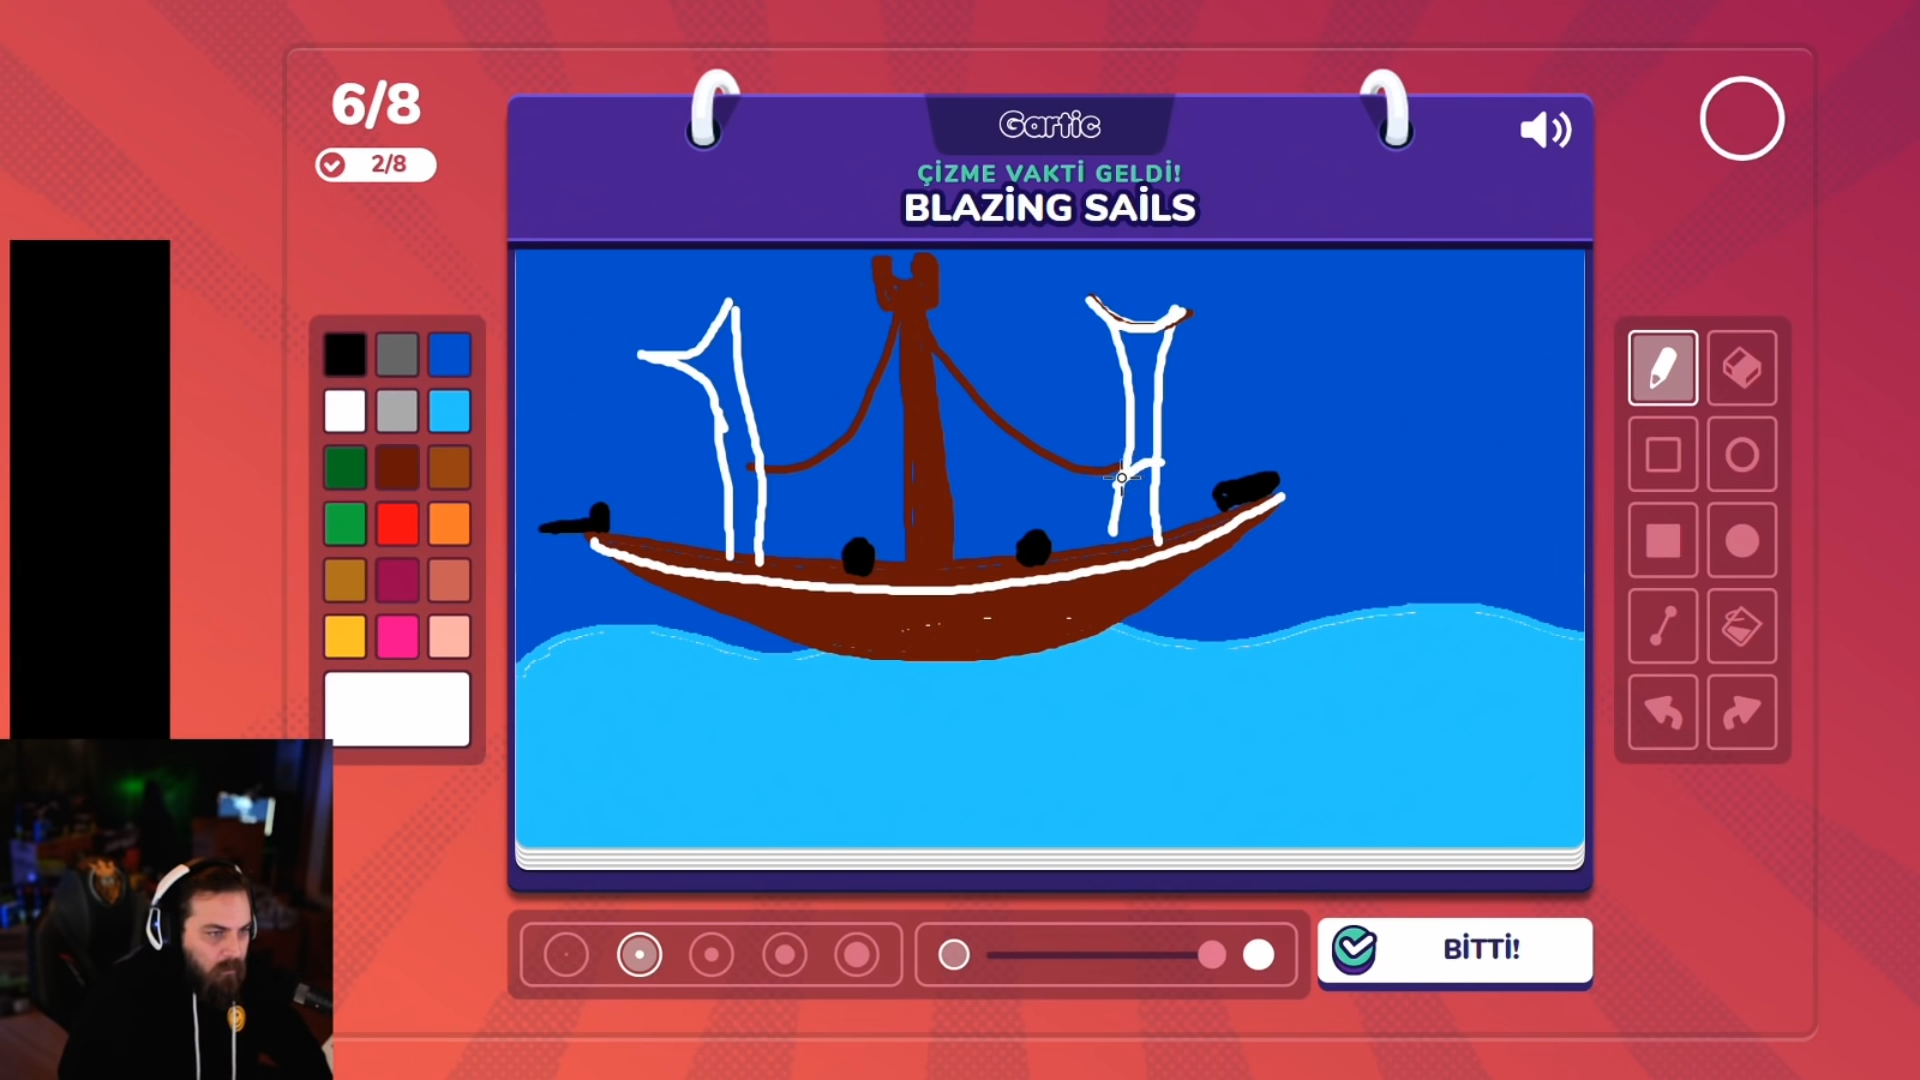 6/8
2/8
Gartic
ÇİZME VAKTİ GELDİ!
BLAZİNG SAİLS
BİTTİ!